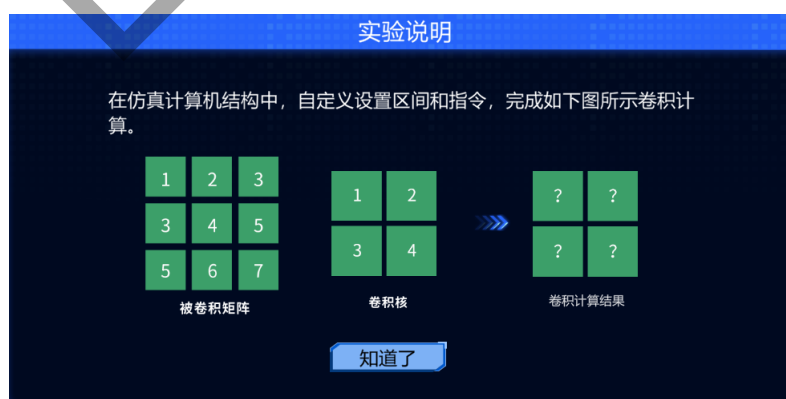 实验说明
在仿真计算机结构中，自定义设置区间和指令，完成如下图所示卷积计
算。
1 2 3
3 4 5
5 6 7
1 2
3 4
? ?
? ?
被卷积矩阵
卷积核
卷积计算结果
知道了